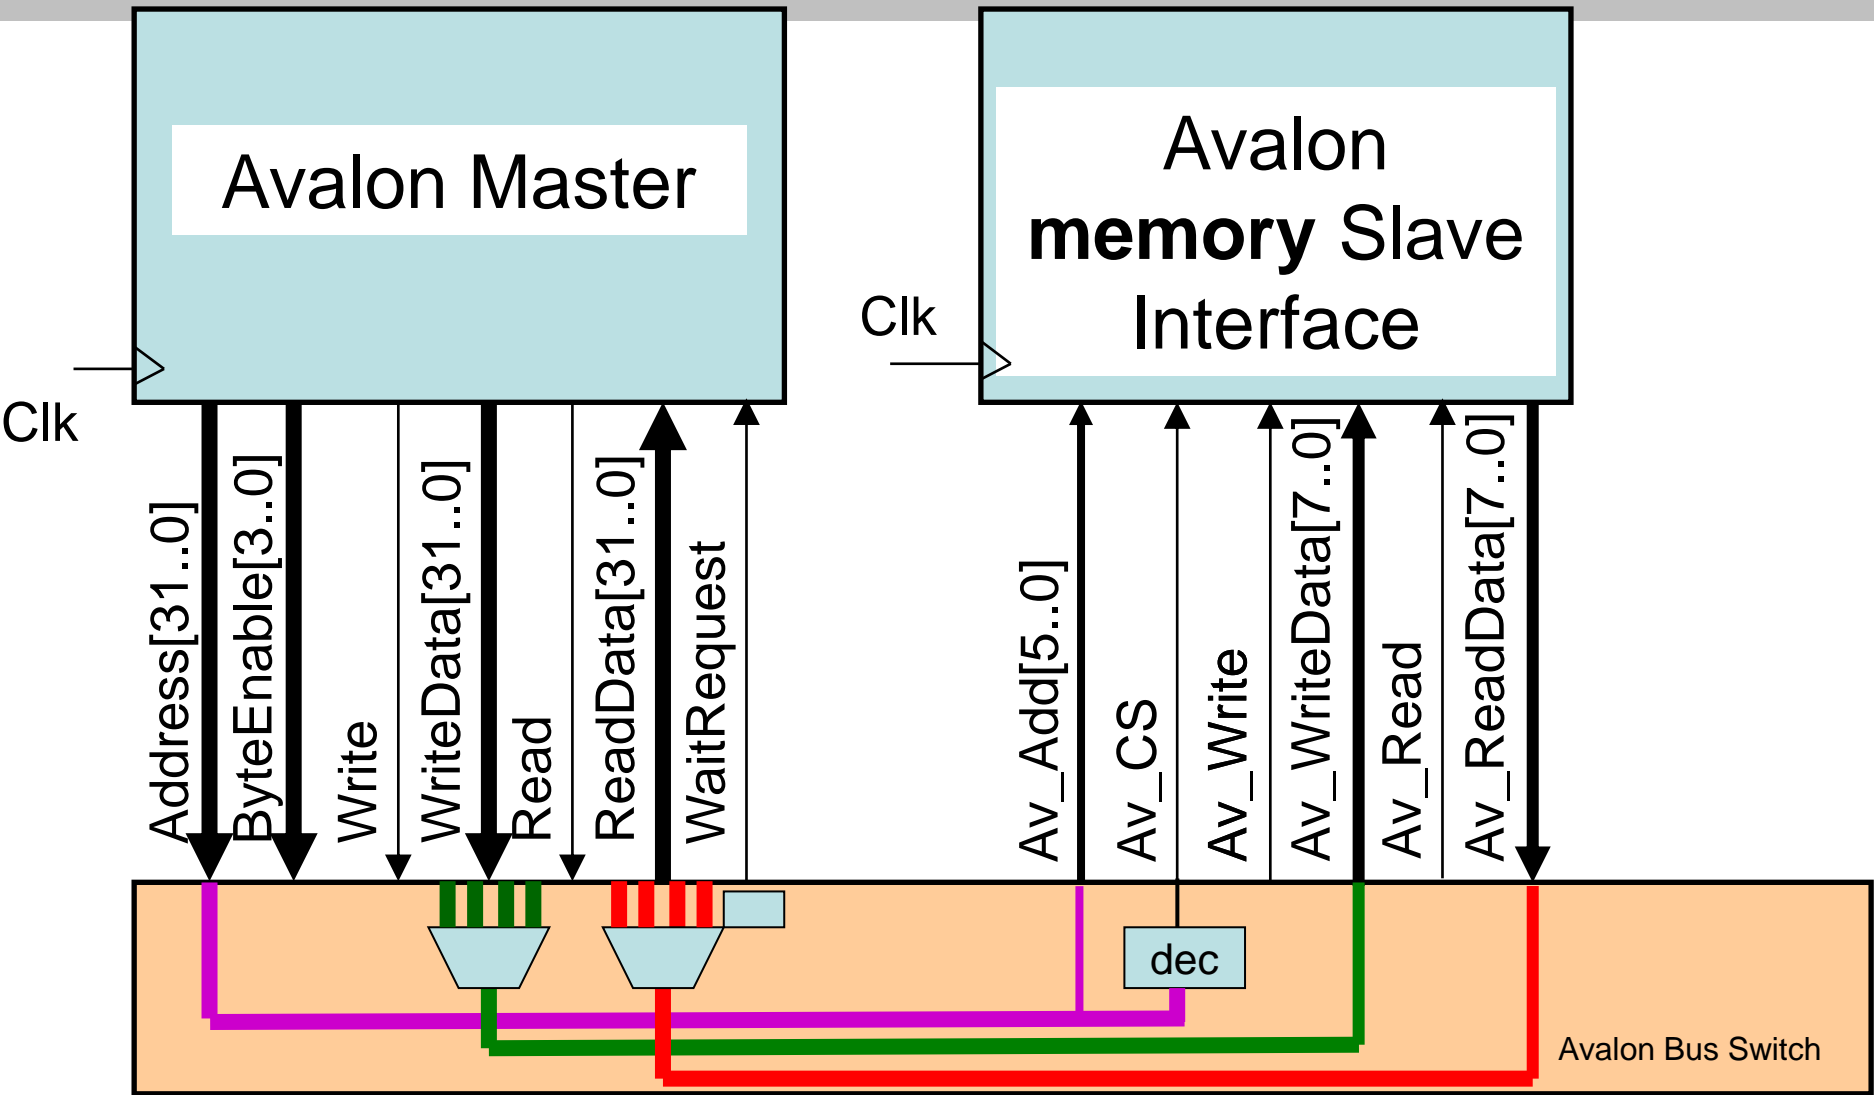 Avalon Master
Avalon
memory Slave
Interface
Clk
Clk
Address[31..0]
ByteEnable[3..0]
Write
WriteData[31..0]
Read
ReadData[31..0]
WaitRequest
Av_Add[5..0]
Av_CS
Av_Write
Av_WriteData[7..0]
Av_Read
Av_ReadData[7..0]
dec
Avalon Bus Switch